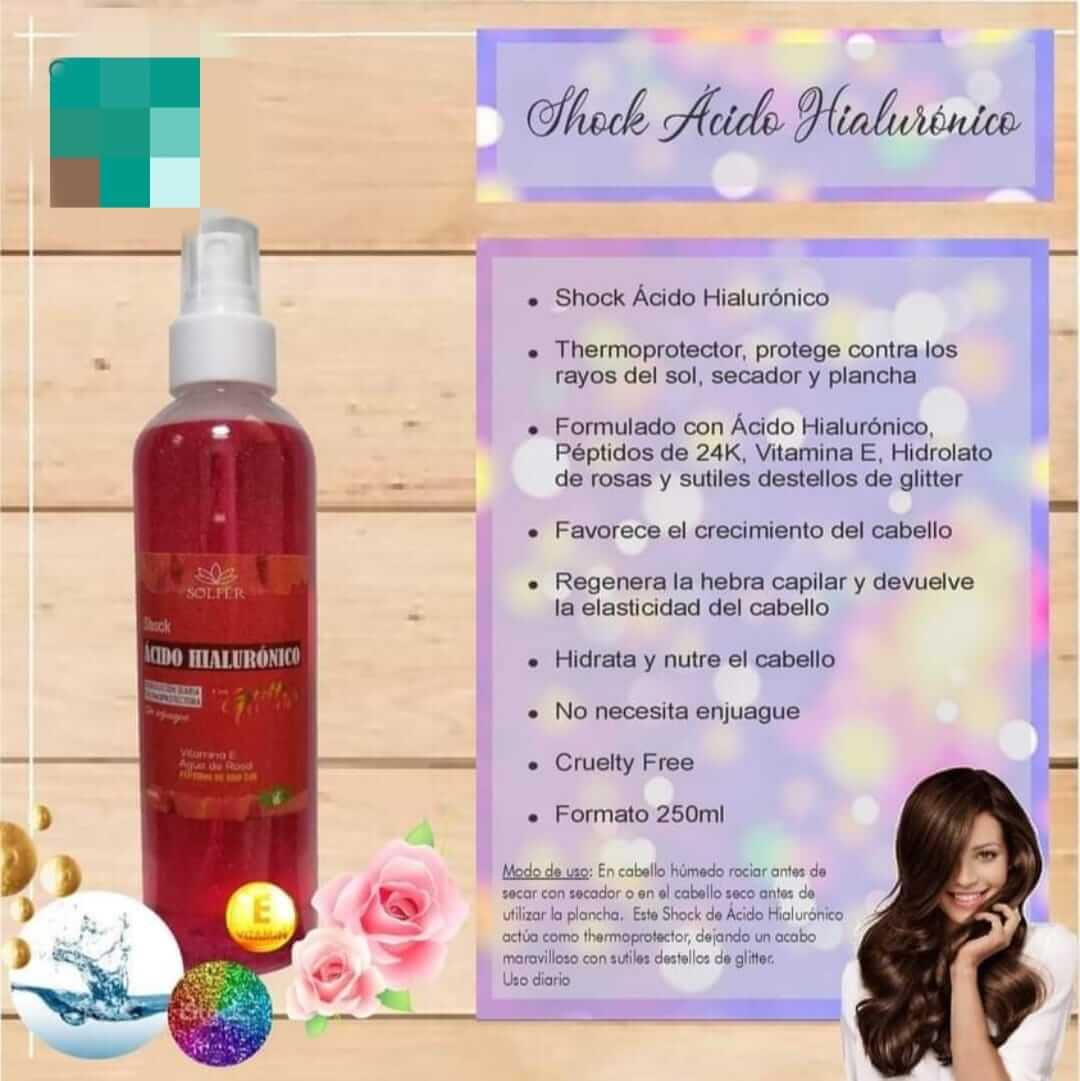 Shock Ácido Hialurónico
• Shock Ácido Hialurónico
• Thermoprotector, protege contra los
rayos del sol, secador y plancha
• Formulado con Ácido Hialurónico,
Péptidos de 24K, Vitamina E, Hidrolato
de rosas y sutiles destellos de glitter
• Favorece el crecimiento del cabello
• Regenera la hebra capilar y devuelve
la elasticidad del cabello
• Hidrata y nutre el cabello
• No necesita enjuague
• Cruelty Free
• Formato 250ml
Modo de uso: En cabello húmedo rociar antes de
secar con secador o en el cabello seco antes de
utilizar la plancha. Este Shock de Ácido Hialurónico
actúa como thermoprotector, dejando un acabo
maravilloso con sutiles destellos de glitter.
Uso diario
SOLFER
Shock
ÁCIDO HIALURÓNICO
Vitamina E
Agua de Rosa
E
VITAMIN